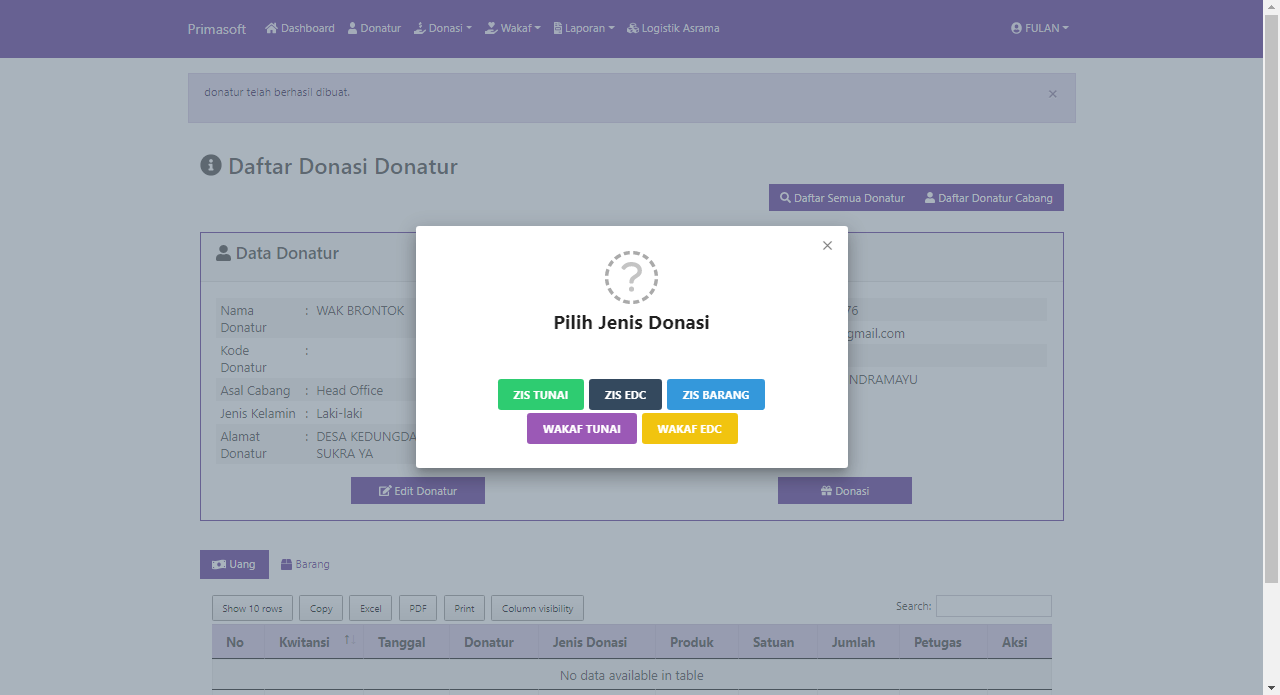 Primasoft Dashboard Donatur Donasi Wakaf Laporan Logistik Asrama FULAN
donatur telah berhasil dibuat. ×
Daftar Donasi Donatur
Daftar Semua Donatur Daftar Donatur Cabang
Data Donatur
Nama Donatur : WAK BRONTOK
Kode Donatur :
Asal Cabang : Head Office
Jenis Kelamin : Laki-laki
Alamat Donatur : DESA KEDUNGDA
SUKRA YA
76
gmail.com
NDRAMAYU
×
?
Pilih Jenis Donasi
ZIS TUNAI ZIS EDC ZIS BARANG
WAKAF TUNAI WAKAF EDC
Edit Donatur Donasi
Uang Barang
Show 10 rows Copy Excel PDF Print Column visibility Search:
No Kwitansi Tanggal Donatur Jenis Donasi Produk Satuan Jumlah Petugas Aksi
No data available in table